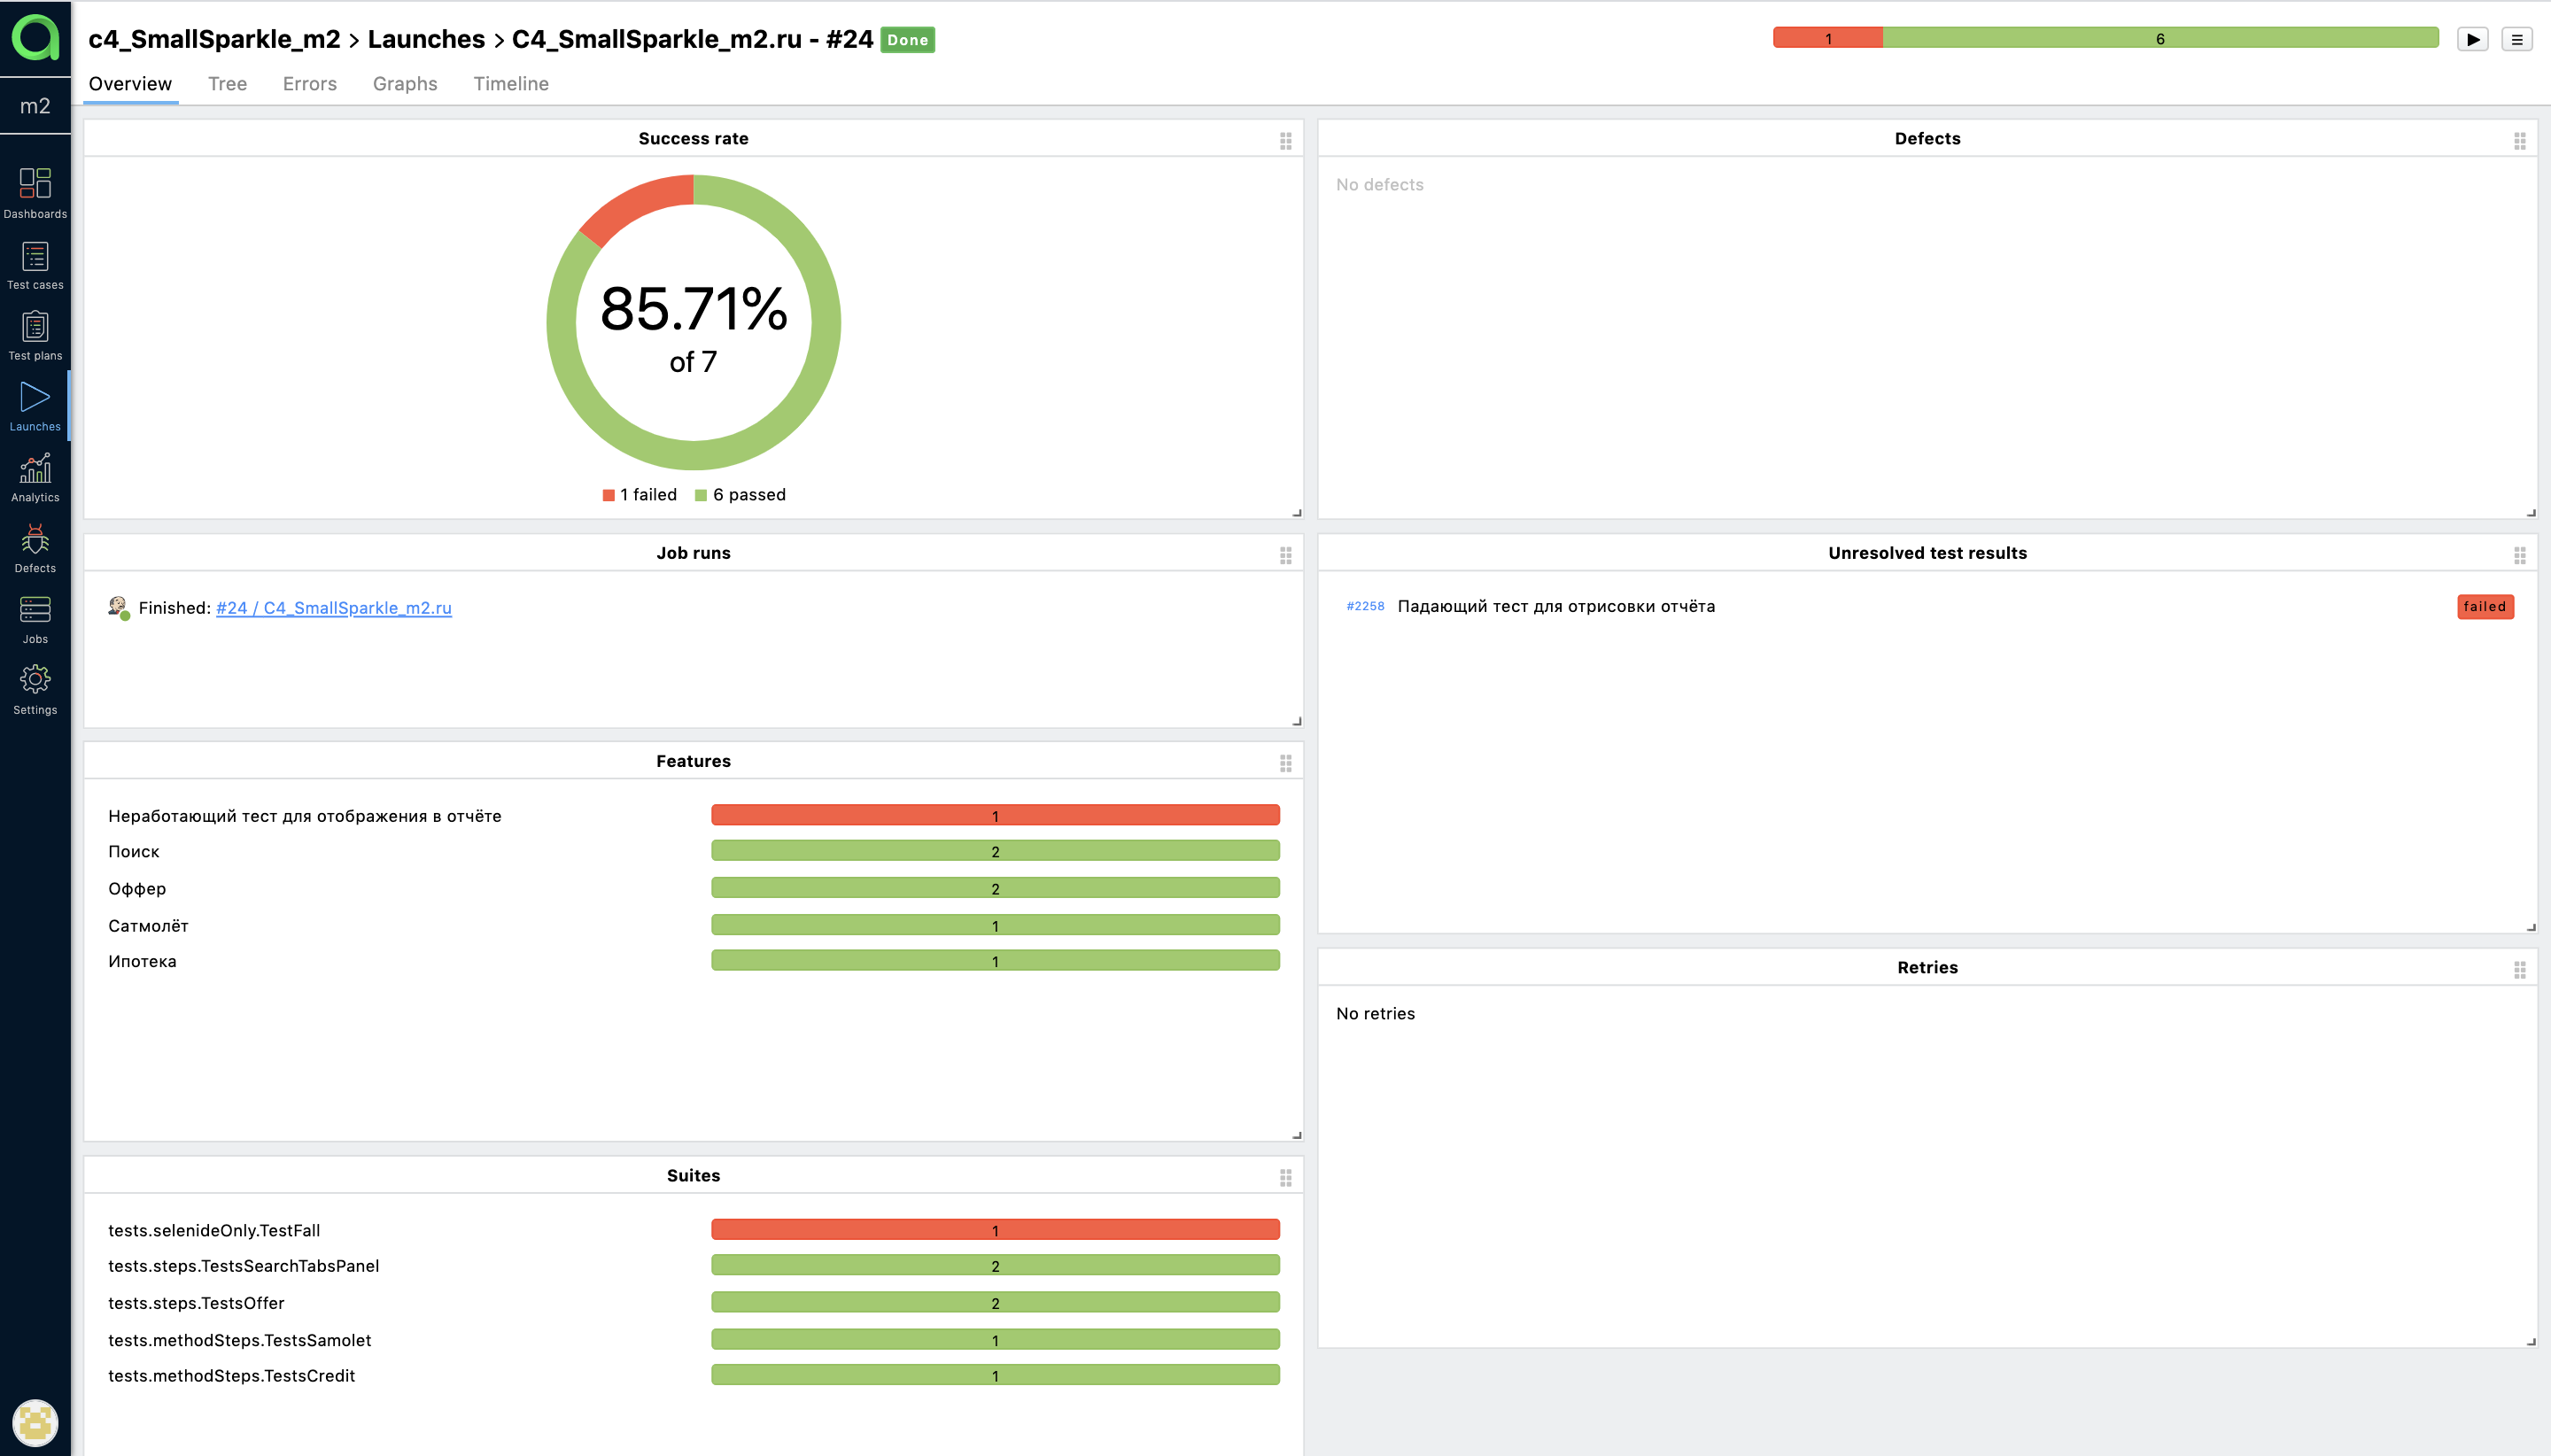 c4_SmallSparkle_m2 > Launches > C4_SmallSparkle_m2.ru - #24 Done
1 6
Overview Tree Errors Graphs Timeline
m2
Dashboards
Test cases
Test plans
Launches
Analytics
Defects
Jobs
Settings
Success rate
85.71%
of 7
1 failed 6 passed
Defects
No defects
Job runs
Finished: #24 / C4_SmallSparkle_m2.ru
Unresolved test results
#2258 Падающий тест для отрисовки отчёта failed
Features
Неработающий тест для отображения в отчёте 1
Поиск 2
Оффер 2
Сатмолёт 1
Ипотека 1
Retries
No retries
Suites
tests.selenideOnly.TestFall 1
tests.steps.TestsSearchTabsPanel 2
tests.steps.TestsOffer 2
tests.methodSteps.TestsSamolet 1
tests.methodSteps.TestsCredit 1